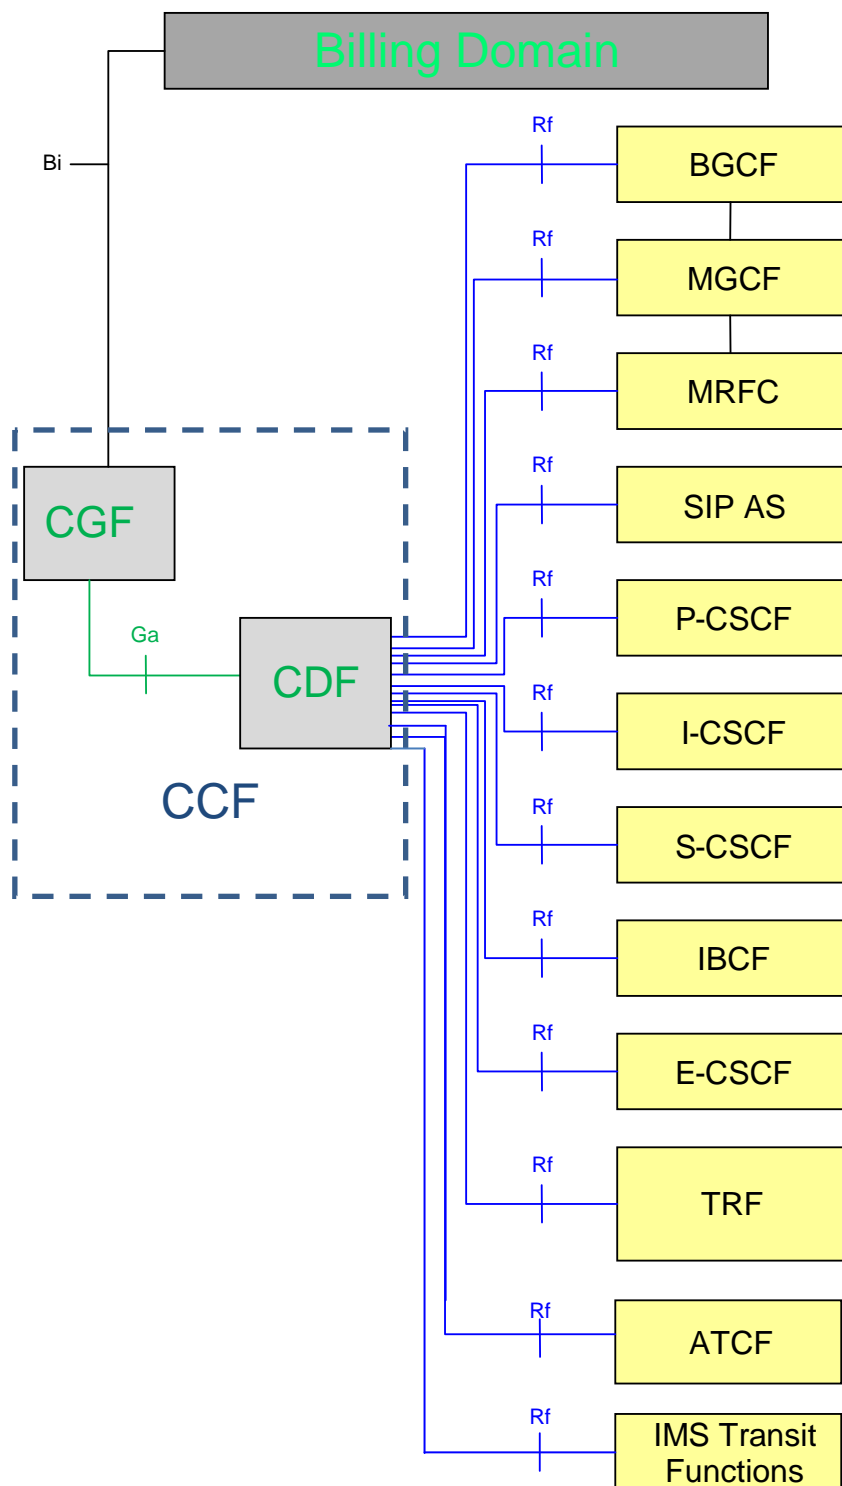 Billing Domain
Rf
BGCF
Bi
Rf
MGCF
Rf
MRFC
Rf
SIP AS
CGF
Rf
P-CSCF
Ga
CDF
Rf
I-CSCF
CCF
Rf
S-CSCF
Rf
IBCF
Rf
E-CSCF
Rf
TRF
Rf
ATCF
Rf
IMS Transit
Functions